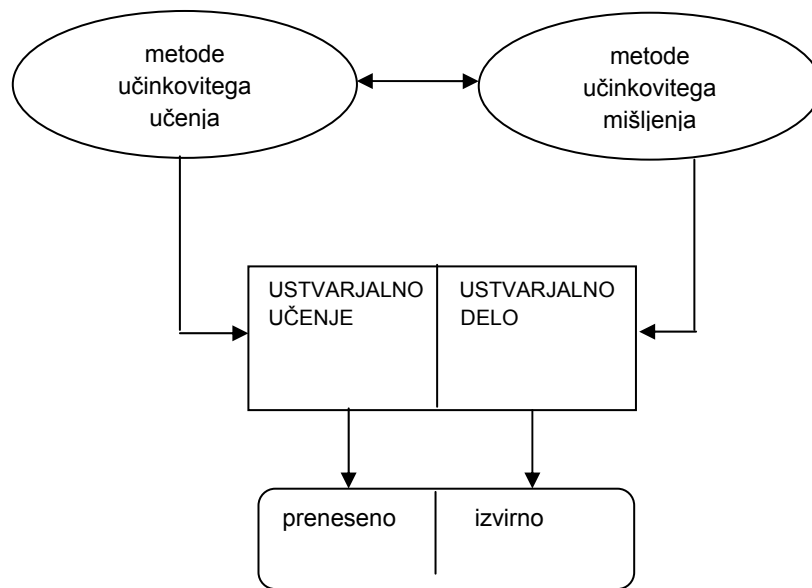 metode
učinkovitega
učenja
metode
učinkovitega
mišljenja
USTVARJALNO
UČENJE
USTVARJALNO
DELO
preneseno
izvirno